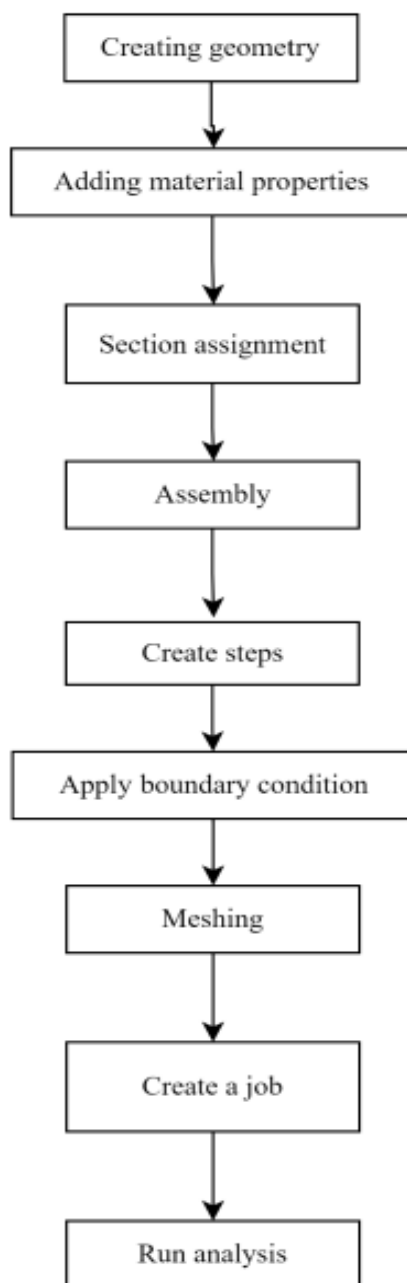 Creating geometry
Adding material properties
Section assignment
Assembly
Create steps
Apply boundary condition
Meshing
Create a job
Run analysis